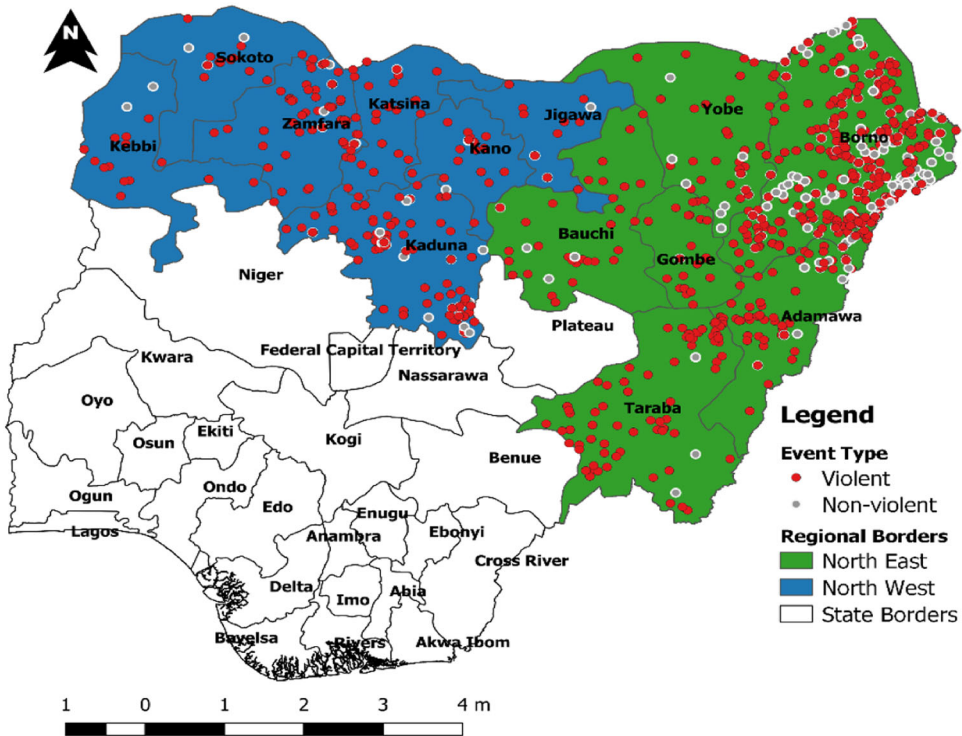 N
Sokoto
Katsina
Zamfara
Jigawa
Yobe
Kebbi
Kano
Borno
Kaduna
Bauchi
Gombe
Niger
Adamawa
Plateau
Federal Capital Territory
Kwara
Nassarawa
Oyo
Taraba
Ekiti
Osun
Kogi
Benue
Ondo
Ogun
Edo
Enugu
Lagos
Anambra
Ebonyi
Cross River
Delta
Imo
Abia
Bayelsa
Rivers
Akwa Ibom
Legend
Event Type
Violent
Non-violent
Regional Borders
North East
North West
State Borders
1 0 1 2 3 4 m